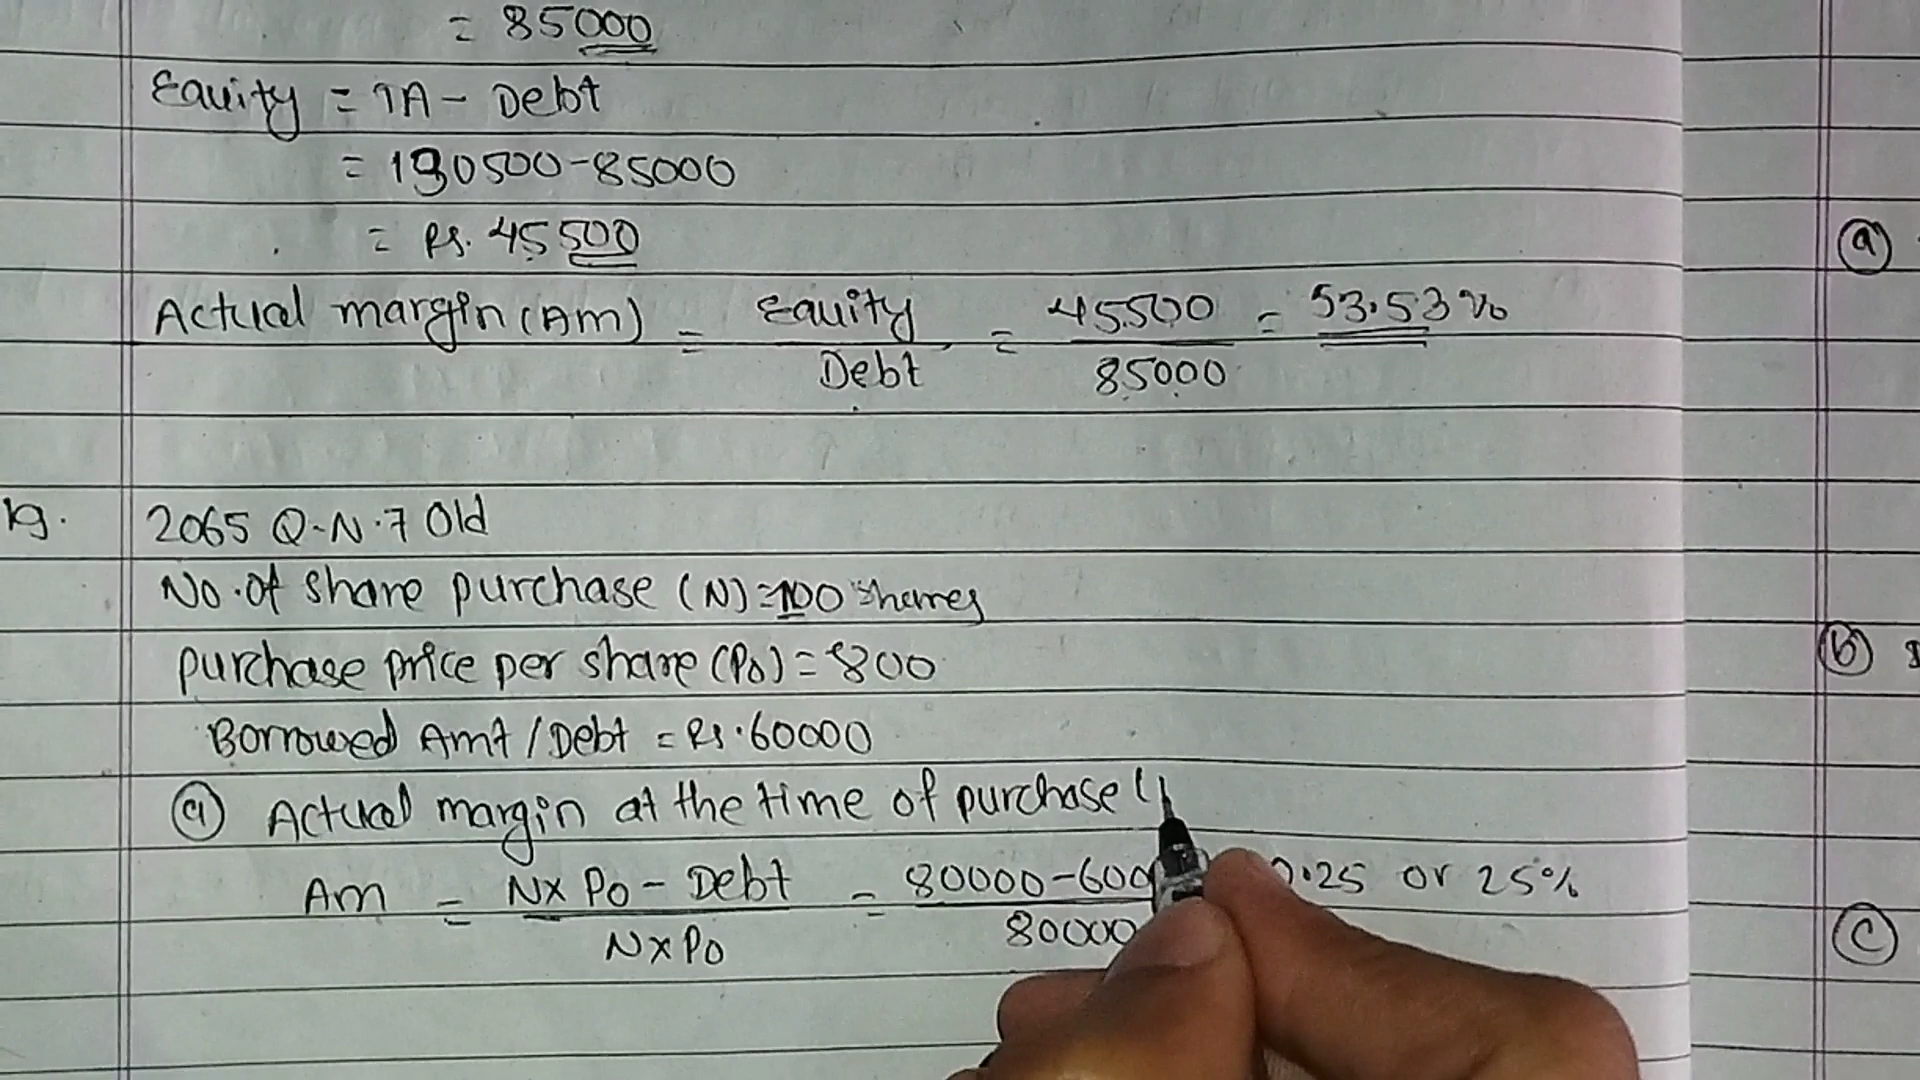 = 85000
Equity = TA - Debt
= 130500-85000
= Rs. 45500
Actual margin (Am) = Equity / Debt = 45500 / 85000 = 53.53%
19. 2065 Q.N.7 Old
No. of share purchase (N) = 100 shares
purchase price per share (P0) = 800
Borrowed Amt / Debt = Rs. 60000
(a) Actual margin at the time of purchase (
Am = N x P0 - Debt / N x P0 = 80000-600 / 80000 0.25 or 25%
(a)
(b)
(c)